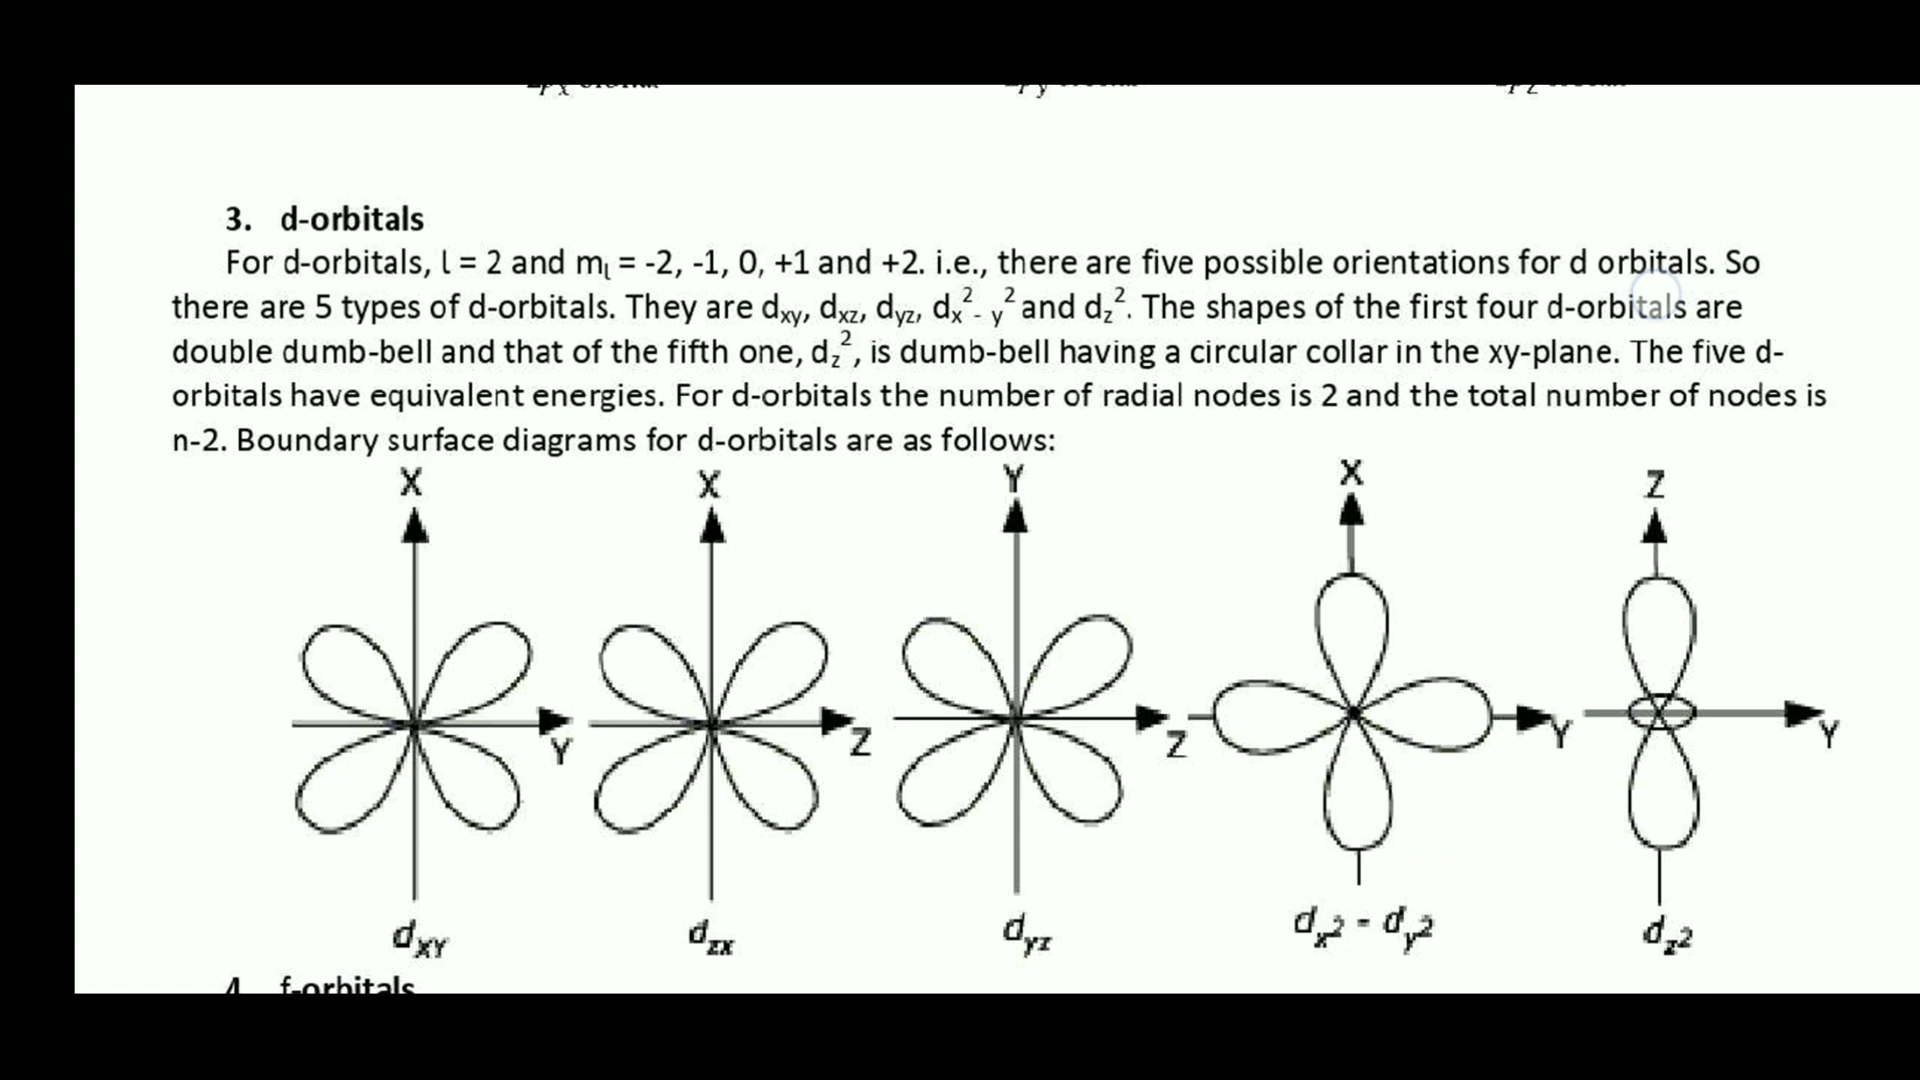 3. d-orbitals
For d-orbitals, l = 2 and mₗ = -2, -1, 0, +1 and +2. i.e., there are five possible orientations for d orbitals. So
there are 5 types of d-orbitals. They are dxy, dxz, dyz, dx² - y² and dz². The shapes of the first four d-orbitals are
double dumb-bell and that of the fifth one, dz², is dumb-bell having a circular collar in the xy-plane. The five d-
orbitals have equivalent energies. For d-orbitals the number of radial nodes is 2 and the total number of nodes is
n-2. Boundary surface diagrams for d-orbitals are as follows:
X X Y X Z
Y Z Z Y Y
dXY dzx dyz dx² - dy² dz²
4. f-orbitals